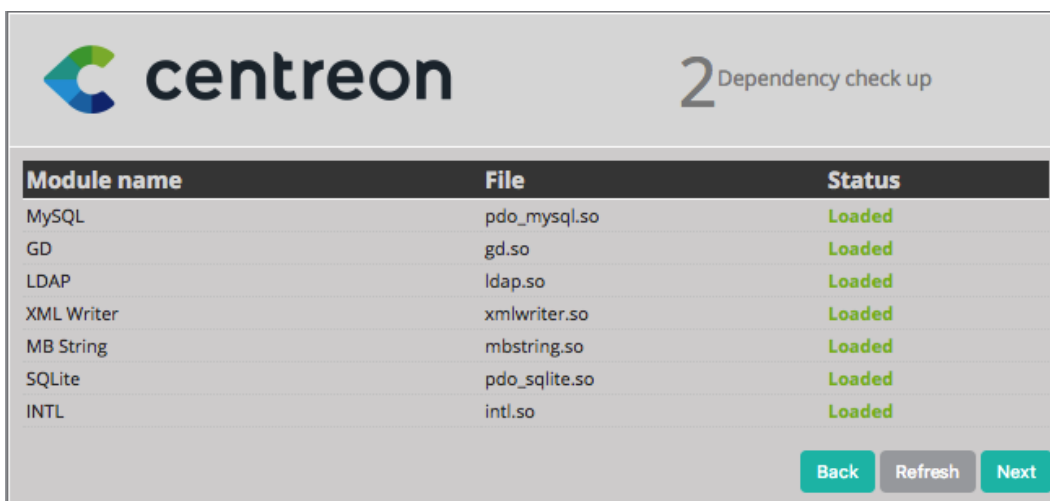 centreon
2 Dependency check up
Module name File Status
MySQL pdo_mysql.so Loaded
GD gd.so Loaded
LDAP ldap.so Loaded
XML Writer xmlwriter.so Loaded
MB String mbstring.so Loaded
SQLite pdo_sqlite.so Loaded
INTL intl.so Loaded
Back Refresh Next